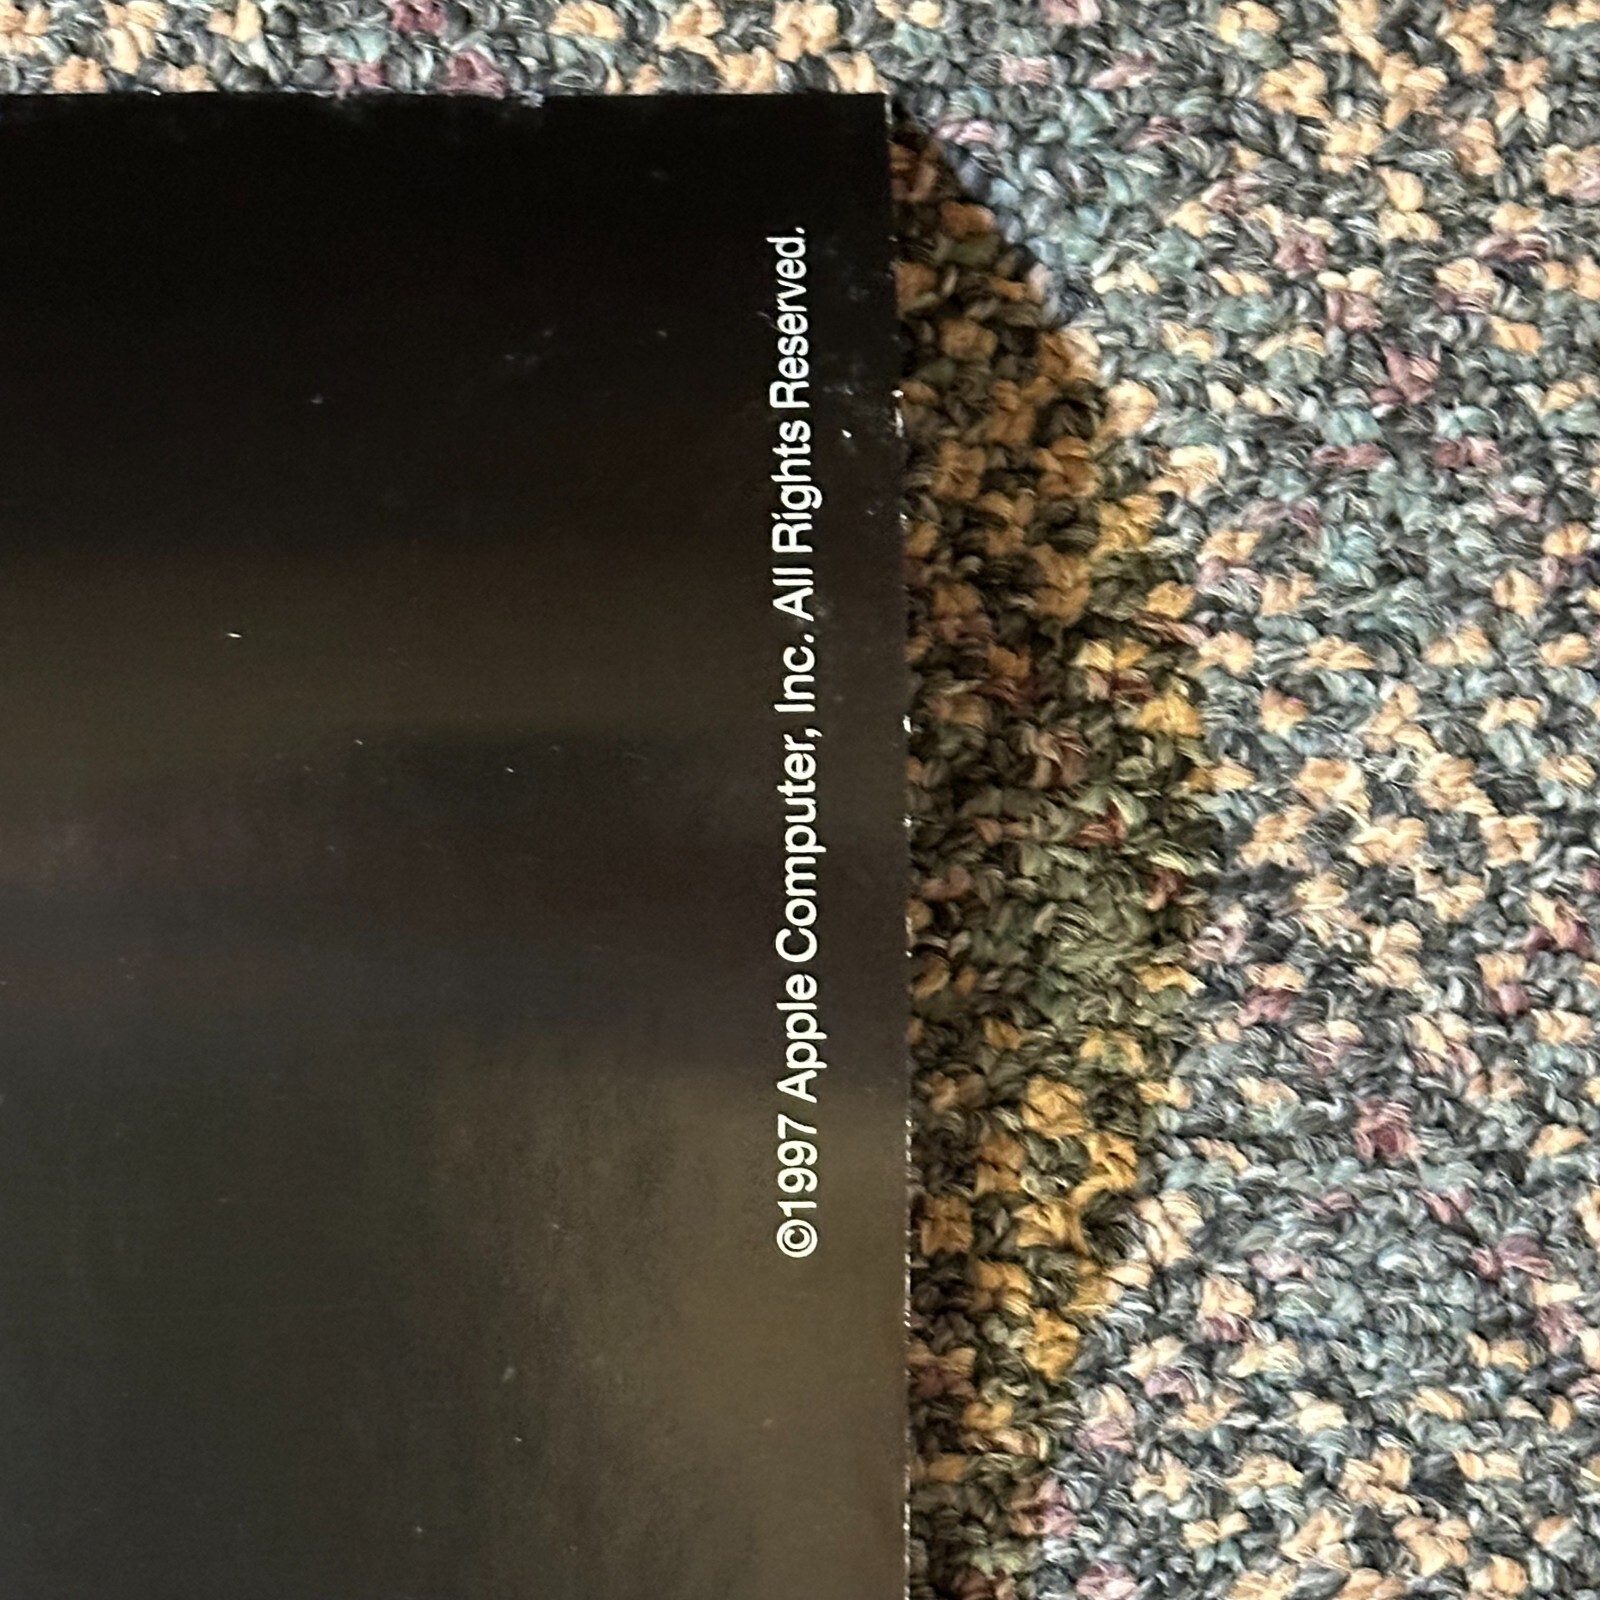 ©1997 Apple Computer, Inc. All Rights Reserved.